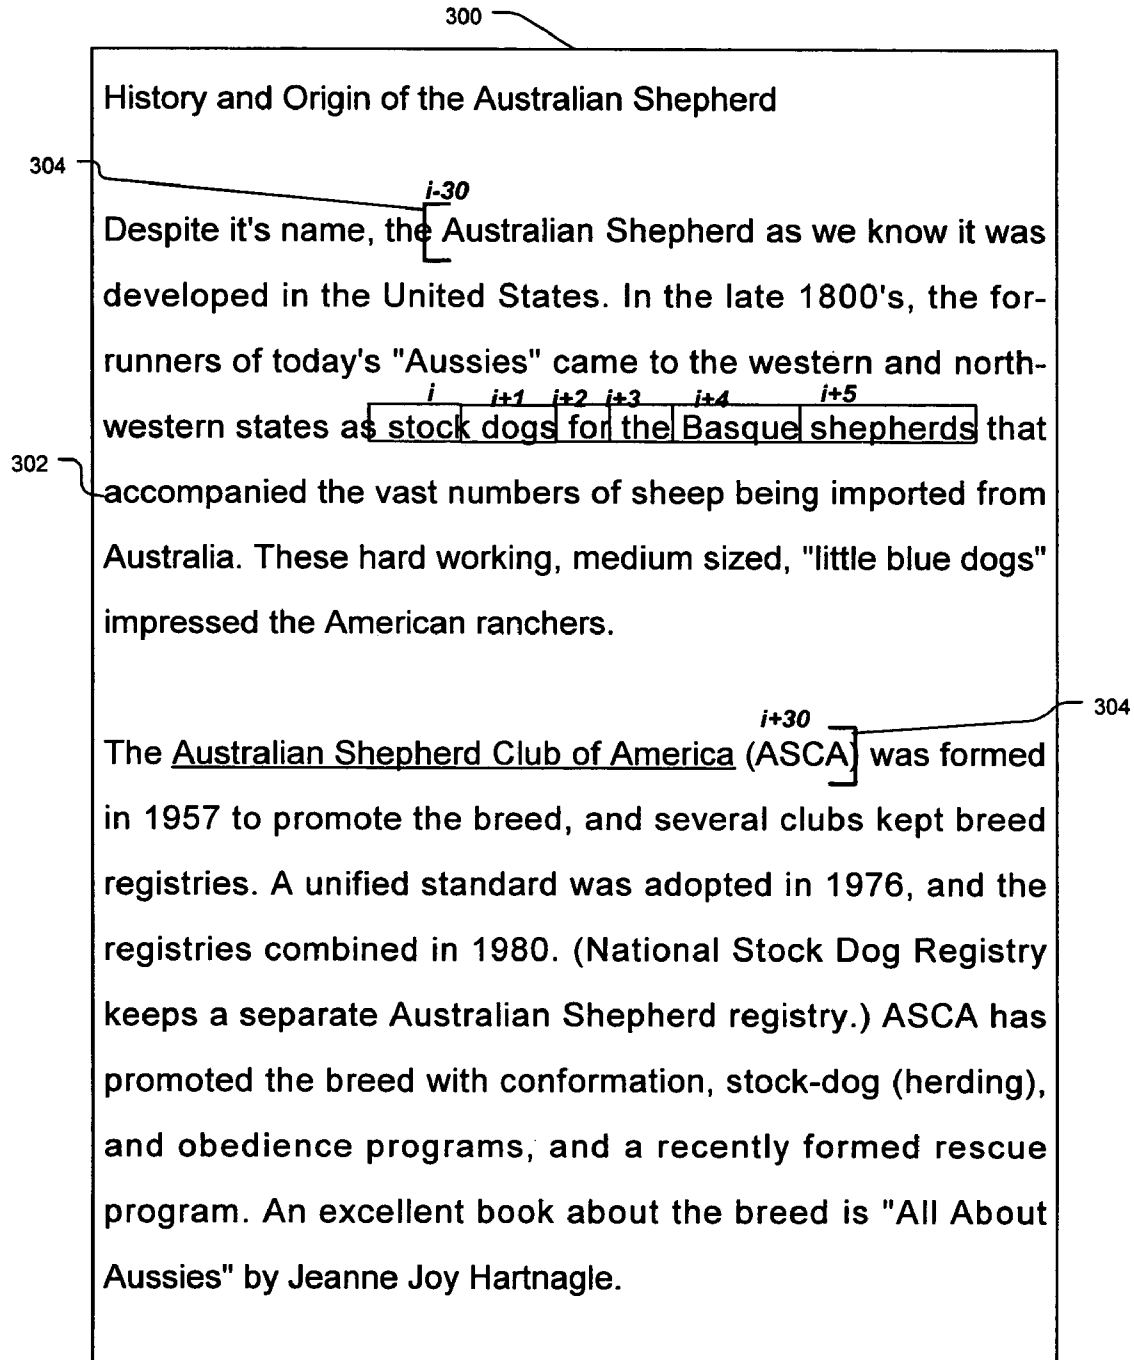 300
History and Origin of the Australian Shepherd
304
i-30
Despite it's name, the Australian Shepherd as we know it was
developed in the United States. In the late 1800's, the for-
runners of today's "Aussies" came to the western and north-
i i+1 i+2 i+3 i+4 i+5
western states as stock dogs for the Basque shepherds that
302
accompanied the vast numbers of sheep being imported from
Australia. These hard working, medium sized, "little blue dogs"
impressed the American ranchers.
i+30
304
The Australian Shepherd Club of America (ASCA) was formed
in 1957 to promote the breed, and several clubs kept breed
registries. A unified standard was adopted in 1976, and the
registries combined in 1980. (National Stock Dog Registry
keeps a separate Australian Shepherd registry.) ASCA has
promoted the breed with conformation, stock-dog (herding),
and obedience programs, and a recently formed rescue
program. An excellent book about the breed is "All About
Aussies" by Jeanne Joy Hartnagle.